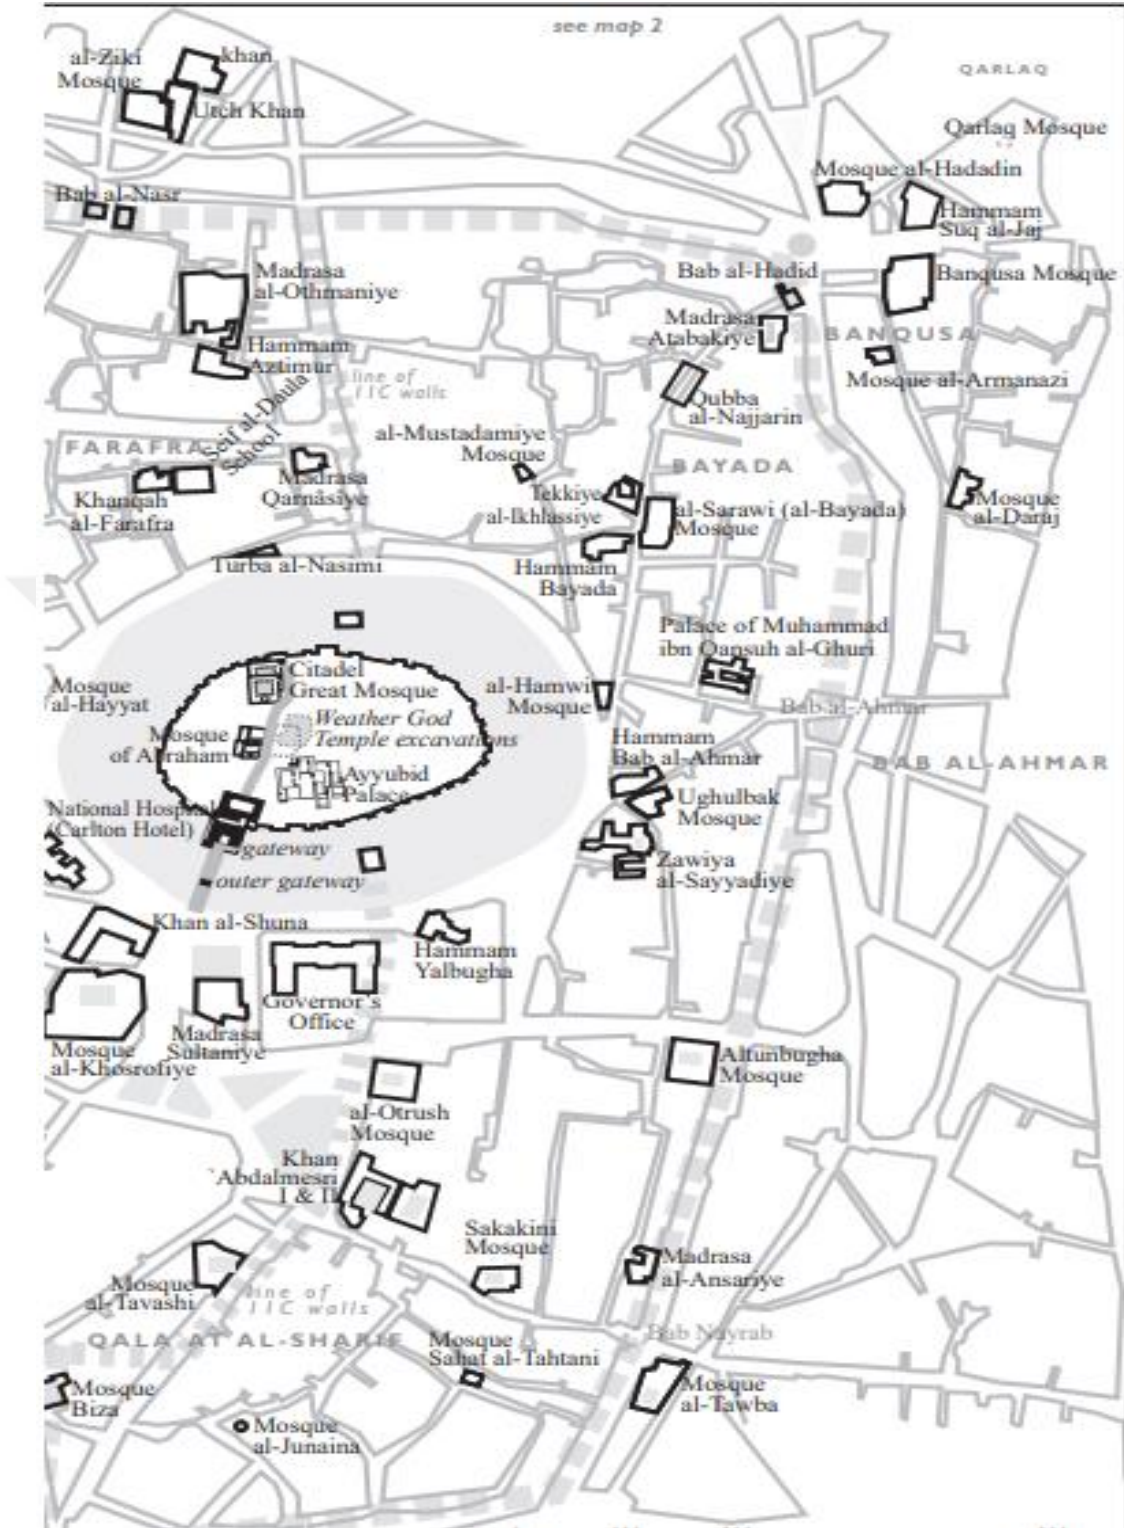 see map 2
al-Ziki
Mosque
khan
Utch Khan
QARLAQ
Qarlaq Mosque
Mosque al-Hadadin
Hammam
Suq al-Jaj
Bab al-Nasr
Madrasa
al-Othmaniye
Bab al-Hadid
Banqusa Mosque
Madrasa
Atabakiye
BANQUSA
Hammam
Aztimur
line of
11C walls
Mosque al-Armanazi
Qubba
al-Najjarin
FARAFRA
Seif al-Daula
School
al-Mustadamiye
Mosque
BAYADA
Khanqah
al-Farafra
Madrasa
Qarnâsiye
Tekkiye
al-Ikhlassiye
al-Sarawi (al-Bayada)
Mosque
Mosque
al-Daraj
Turba al-Nasimi
Hammam
Bayada
Palace of Muhammad
ibn Qansuh al-Ghuri
Mosque
al-Hayyat
Citadel
Great Mosque
al-Hamwi
Mosque
Bab al-Ahmar
Weather God
Temple excavations
Mosque
of Abraham
Hammam
Bab al-Ahmar
BAB AL-AHMAR
Ayyubid
Palace
National Hospital
(Carlton Hotel)
Ughulbak
Mosque
gateway
outer gateway
Zawiya
al-Sayyadiye
Khan al-Shuna
Hammam
Yalbugha
Governor's
Office
Madrasa
Sultaniye
Mosque
al-Khosrofiye
Altunbugha
Mosque
al-Otrush
Mosque
Khan
`Abdalmesri
I & II
Sakakini
Mosque
Madrasa
al-Ansariye
Mosque
al-Tavashi
line of
11C walls
QALA AT AL-SHARIF
Mosque
Sahat al-Tahtani
Bab Nayrab
Mosque
Biza
Mosque
al-Tawba
Mosque
al-Junaina